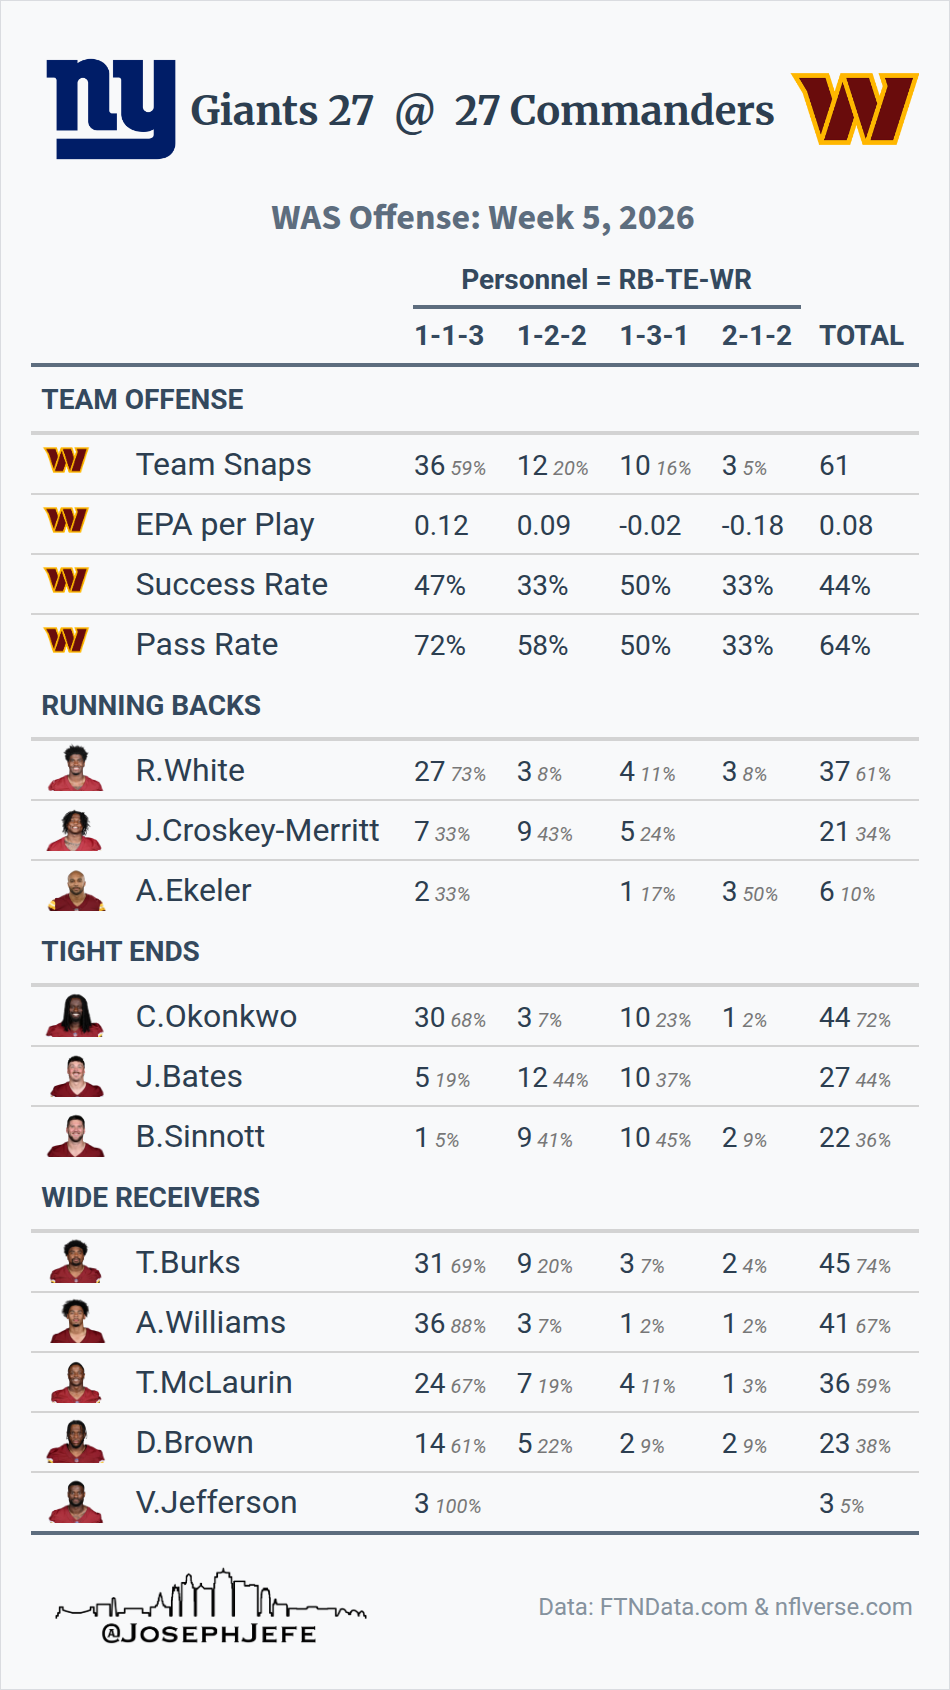 ny Giants 27 @ 27 Commanders W
WAS Offense: Week 5, 2026
Personnel = RB-TE-WR
1-1-3 1-2-2 1-3-1 2-1-2 TOTAL
TEAM OFFENSE
W Team Snaps 36 59% 12 20% 10 16% 3 5% 61
W EPA per Play 0.12 0.09 -0.02 -0.18 0.08
W Success Rate 47% 33% 50% 33% 44%
W Pass Rate 72% 58% 50% 33% 64%
RUNNING BACKS
R.White 27 73% 3 8% 4 11% 3 8% 37 61%
J.Croskey-Merritt 7 33% 9 43% 5 24% 21 34%
A.Ekeler 2 33% 1 17% 3 50% 6 10%
TIGHT ENDS
C.Okonkwo 30 68% 3 7% 10 23% 1 2% 44 72%
J.Bates 5 19% 12 44% 10 37% 27 44%
B.Sinnott 1 5% 9 41% 10 45% 2 9% 22 36%
WIDE RECEIVERS
T.Burks 31 69% 9 20% 3 7% 2 4% 45 74%
A.Williams 36 88% 3 7% 1 2% 1 2% 41 67%
T.McLaurin 24 67% 7 19% 4 11% 1 3% 36 59%
D.Brown 14 61% 5 22% 2 9% 2 9% 23 38%
V.Jefferson 3 100% 3 5%
@JosephJefe
Data: FTNData.com & nflverse.com